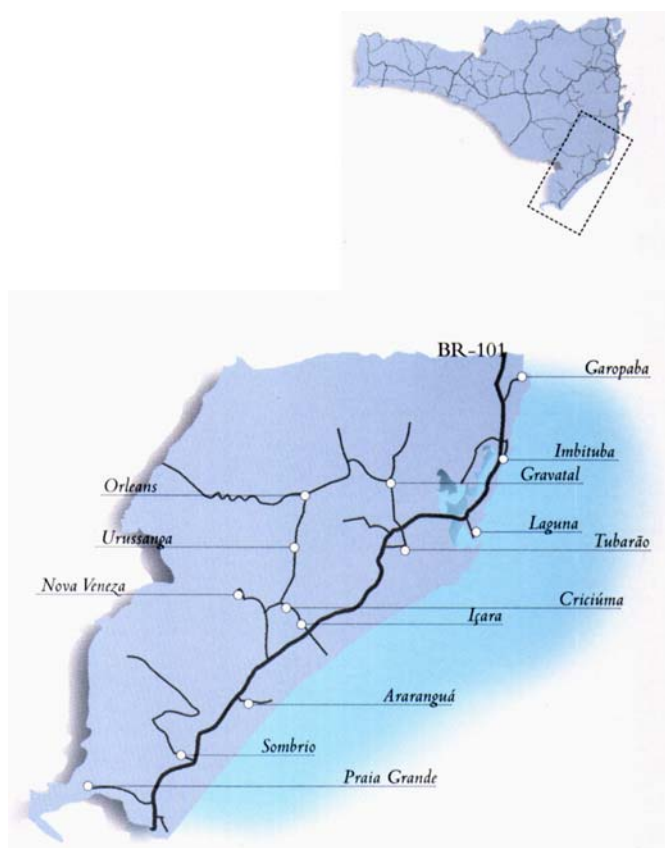 BR-101
Garopaba
Imbituba
Gravatal
Orleans
Laguna
Urussanga
Tubarão
Nova Veneza
Criciúma
Içara
Araranguá
Sombrio
Praia Grande